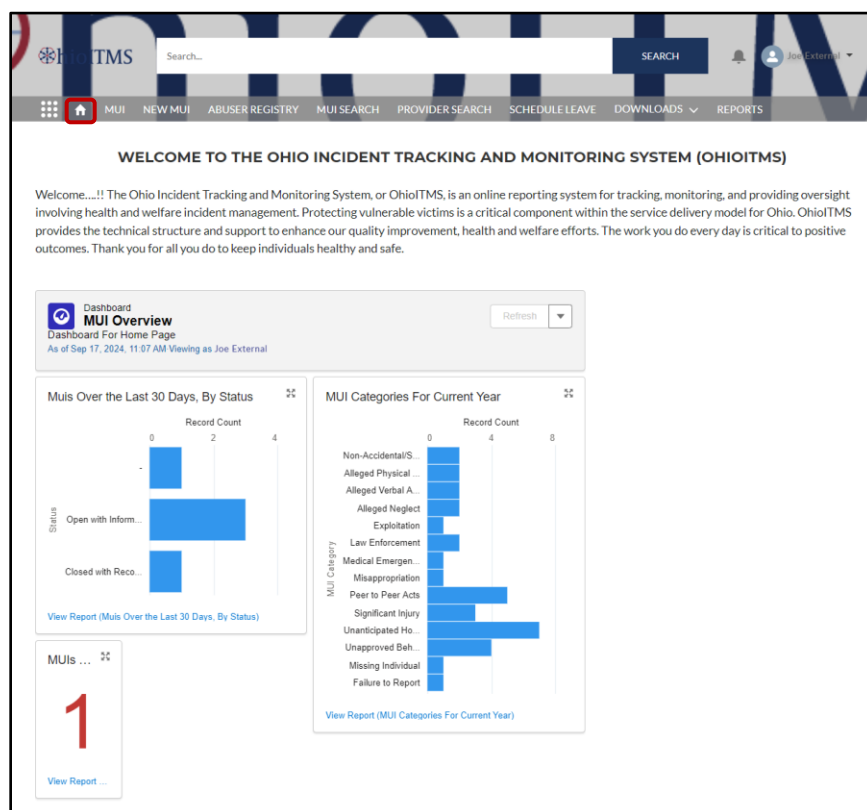 OhioITMS
Search...
SEARCH
Joe External
MUI NEW MUI ABUSER REGISTRY MUI SEARCH PROVIDER SEARCH SCHEDULE LEAVE DOWNLOADS REPORTS
WELCOME TO THE OHIO INCIDENT TRACKING AND MONITORING SYSTEM (OHIOITMS)
Welcome....!! The Ohio Incident Tracking and Monitoring System, or OhioITMS, is an online reporting system for tracking, monitoring, and providing oversight
involving health and welfare incident management. Protecting vulnerable victims is a critical component within the service delivery model for Ohio. OhioITMS
provides the technical structure and support to enhance our quality improvement, health and welfare efforts. The work you do every day is critical to positive
outcomes. Thank you for all you do to keep individuals healthy and safe.
Dashboard
MUI Overview
Dashboard For Home Page
As of Sep 17, 2024, 11:07 AM Viewing as Joe External
Refresh
Muis Over the Last 30 Days, By Status
Record Count
0 2 4
Status
-
Open with Inform...
Closed with Reco...
View Report (Muis Over the Last 30 Days, By Status)
MUI Categories For Current Year
Record Count
0 4 8
MUI Category
Non-Accidental/S...
Alleged Physical ...
Alleged Verbal A...
Alleged Neglect
Exploitation
Law Enforcement
Medical Emergen...
Misappropriation
Peer to Peer Acts
Significant Injury
Unanticipated Ho...
Unapproved Beh...
Missing Individual
Failure to Report
View Report (MUI Categories For Current Year)
MUIs ...
1
View Report ...